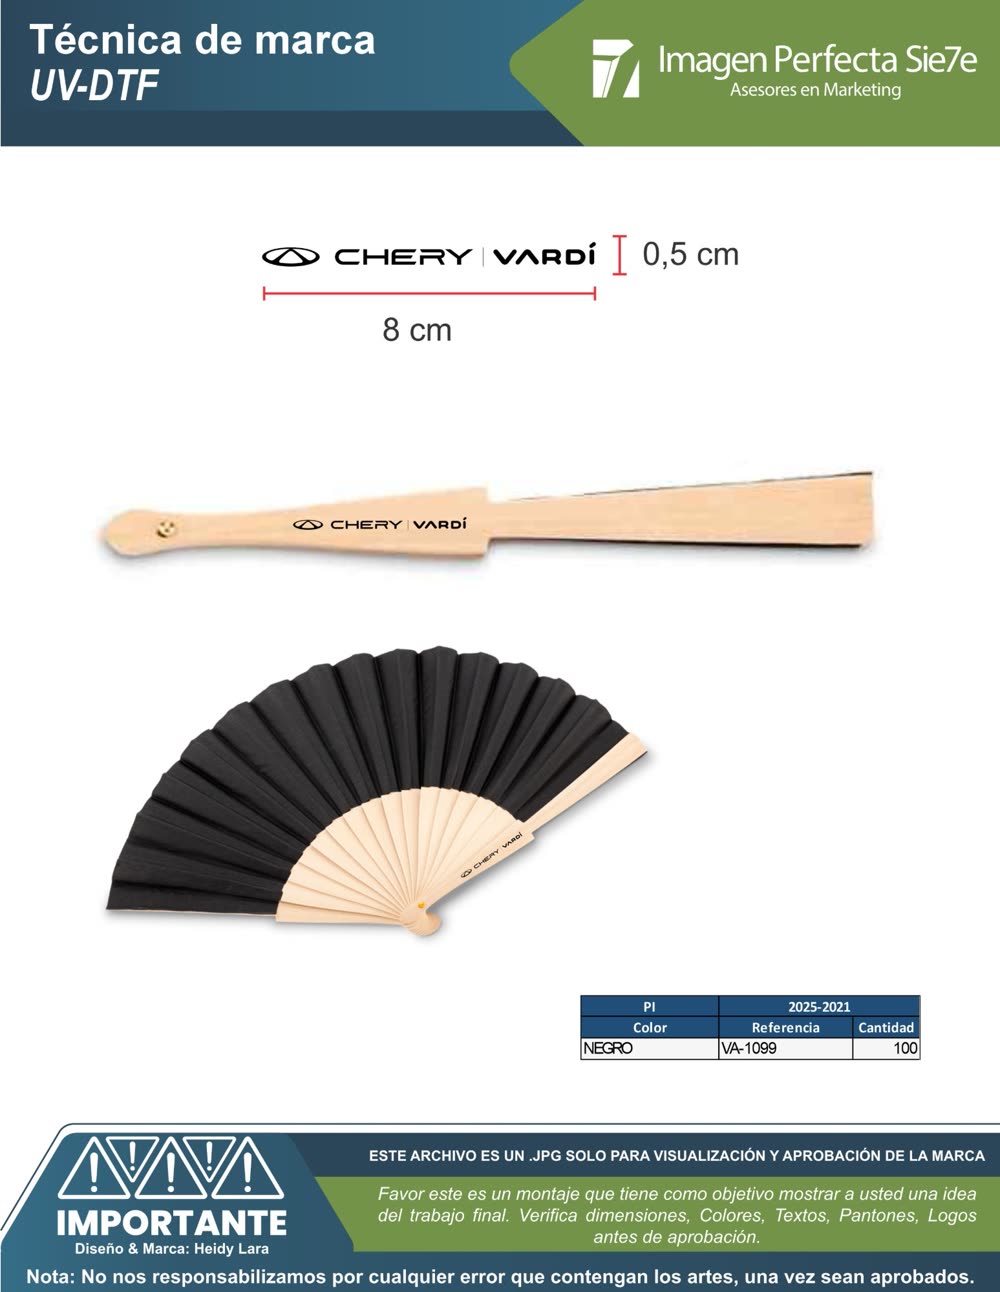 Técnica de marca
UV-DTF
Imagen Perfecta Sie7e
Asesores en Marketing
CHERY | VARDÍ
0,5 cm
8 cm
CHERY | VARDÍ
CHERY | VARDÍ
PI 2025-2021
Color Referencia Cantidad
NEGRO VA-1099 100
ESTE ARCHIVO ES UN .JPG SOLO PARA VISUALIZACIÓN Y APROBACIÓN DE LA MARCA
Favor este es un montaje que tiene como objetivo mostrar a usted una idea
del trabajo final. Verifica dimensiones, Colores, Textos, Pantones, Logos
antes de aprobación.
IMPORTANTE
Diseño & Marca: Heidy Lara
Nota: No nos responsabilizamos por cualquier error que contengan los artes, una vez sean aprobados.